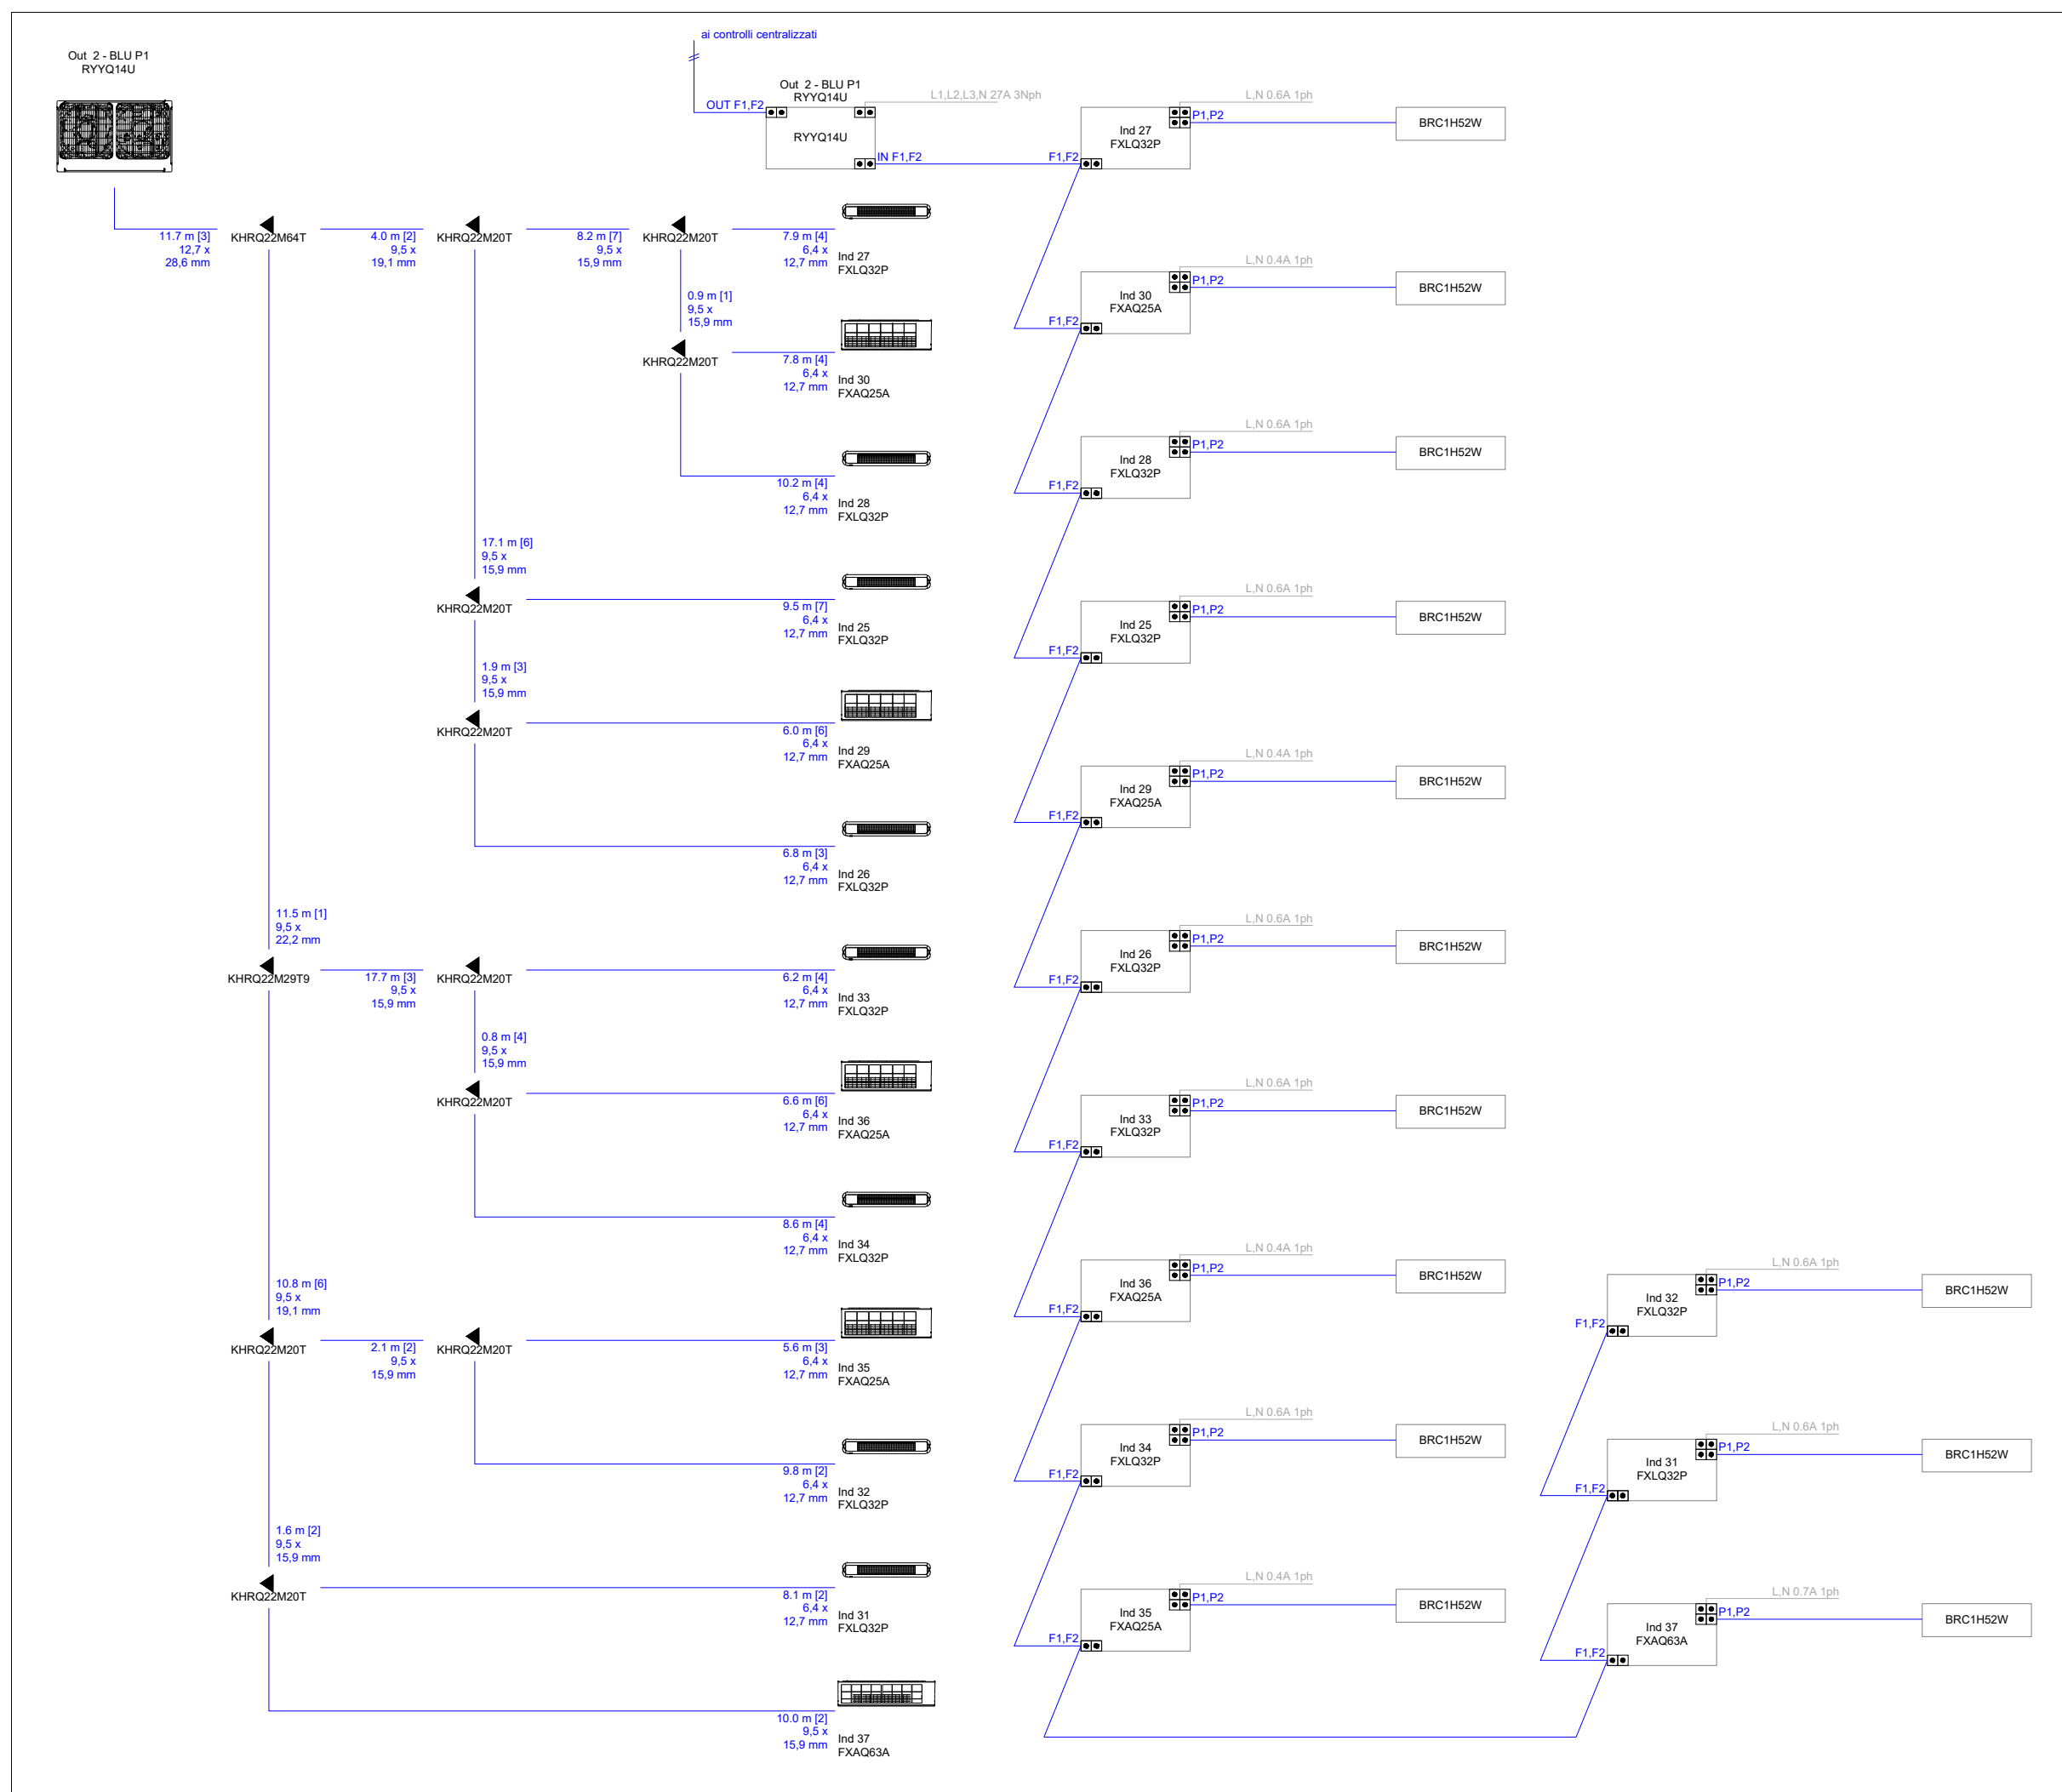 Out 2 - BLU P1
RYYQ14U
11.7 m [3]
12,7 x
28,6 mm
KHRQ22M64T
4.0 m [2]
9,5 x
19,1 mm
KHRQ22M20T
8.2 m [7]
9,5 x
15,9 mm
KHRQ22M20T
7.9 m [4]
6,4 x
12,7 mm
Ind 27
FXLQ32P
0.9 m [1]
9,5 x
15,9 mm
KHRQ22M20T
7.8 m [4]
6,4 x
12,7 mm
Ind 30
FXAQ25A
10.2 m [4]
6,4 x
12,7 mm
Ind 28
FXLQ32P
17.1 m [6]
9,5 x
15,9 mm
KHRQ22M20T
9.5 m [7]
6,4 x
12,7 mm
Ind 25
FXLQ32P
1.9 m [3]
9,5 x
15,9 mm
KHRQ22M20T
6.0 m [6]
6,4 x
12,7 mm
Ind 29
FXAQ25A
6.8 m [3]
6,4 x
12,7 mm
Ind 26
FXLQ32P
11.5 m [1]
9,5 x
22,2 mm
KHRQ22M29T9
17.7 m [3]
9,5 x
15,9 mm
KHRQ22M20T
6.2 m [4]
6,4 x
12,7 mm
Ind 33
FXLQ32P
0.8 m [4]
9,5 x
15,9 mm
KHRQ22M20T
6.6 m [6]
6,4 x
12,7 mm
Ind 36
FXAQ25A
8.6 m [4]
6,4 x
12,7 mm
Ind 34
FXLQ32P
10.8 m [6]
9,5 x
19,1 mm
KHRQ22M20T
2.1 m [2]
9,5 x
15,9 mm
KHRQ22M20T
5.6 m [3]
6,4 x
12,7 mm
Ind 35
FXAQ25A
9.8 m [2]
6,4 x
12,7 mm
Ind 32
FXLQ32P
1.6 m [2]
9,5 x
15,9 mm
KHRQ22M20T
8.1 m [2]
6,4 x
12,7 mm
Ind 31
FXLQ32P
10.0 m [2]
9,5 x
15,9 mm
Ind 37
FXAQ63A
ai controlli centralizzati
Out 2 - BLU P1
RYYQ14U
L1,L2,L3,N 27A 3Nph
OUT F1,F2
RYYQ14U
IN F1,F2
L,N 0.6A 1ph
P1,P2
BRC1H52W
Ind 27
FXLQ32P
F1,F2
L,N 0.4A 1ph
P1,P2
BRC1H52W
Ind 30
FXAQ25A
F1,F2
L,N 0.6A 1ph
P1,P2
BRC1H52W
Ind 28
FXLQ32P
F1,F2
L,N 0.6A 1ph
P1,P2
BRC1H52W
Ind 25
FXLQ32P
F1,F2
L,N 0.4A 1ph
P1,P2
BRC1H52W
Ind 29
FXAQ25A
F1,F2
L,N 0.6A 1ph
P1,P2
BRC1H52W
Ind 26
FXLQ32P
F1,F2
L,N 0.6A 1ph
P1,P2
BRC1H52W
Ind 33
FXLQ32P
F1,F2
L,N 0.4A 1ph
P1,P2
BRC1H52W
Ind 36
FXAQ25A
F1,F2
L,N 0.6A 1ph
P1,P2
BRC1H52W
Ind 34
FXLQ32P
F1,F2
L,N 0.4A 1ph
P1,P2
BRC1H52W
Ind 35
FXAQ25A
F1,F2
L,N 0.6A 1ph
P1,P2
BRC1H52W
Ind 32
FXLQ32P
F1,F2
L,N 0.6A 1ph
P1,P2
BRC1H52W
Ind 31
FXLQ32P
F1,F2
L,N 0.7A 1ph
P1,P2
BRC1H52W
Ind 37
FXAQ63A
F1,F2